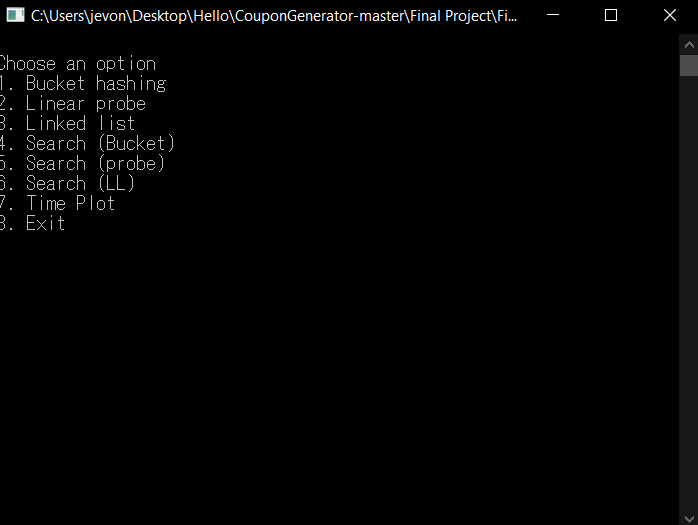 C:\Users\jevon\Desktop\Hello\CouponGenerator-master\Final Project\Fi...
Choose an option
1. Bucket hashing
2. Linear probe
3. Linked list
4. Search (Bucket)
5. Search (probe)
6. Search (LL)
7. Time Plot
8. Exit